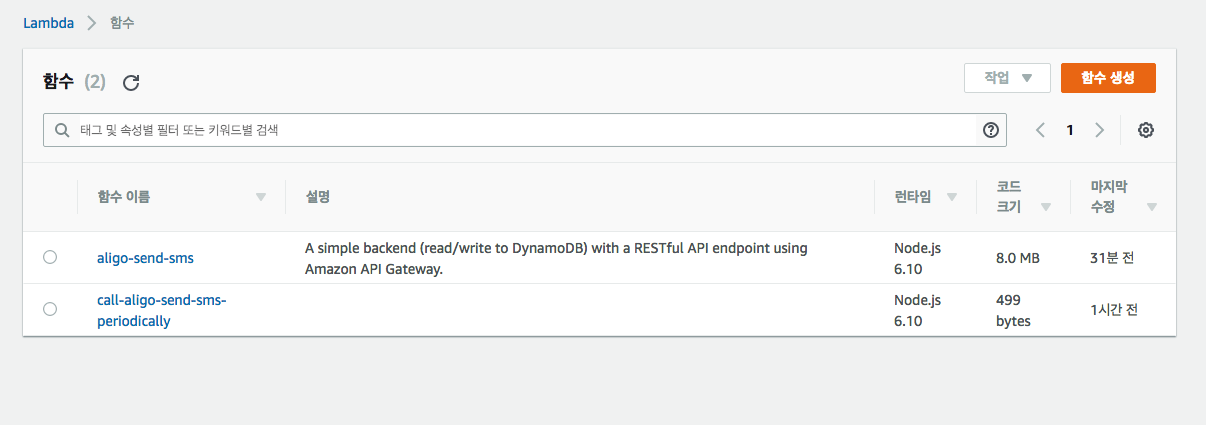 Lambda 함수
함수 (2) 작업 함수 생성
태그 및 속성별 필터 또는 키워드별 검색 1
함수 이름 설명 런타임 코드 크기 마지막 수정
aligo-send-sms A simple backend (read/write to DynamoDB) with a RESTful API endpoint using Amazon API Gateway. Node.js 6.10 8.0 MB 31분 전
call-aligo-send-sms-periodically Node.js 6.10 499 bytes 1시간 전